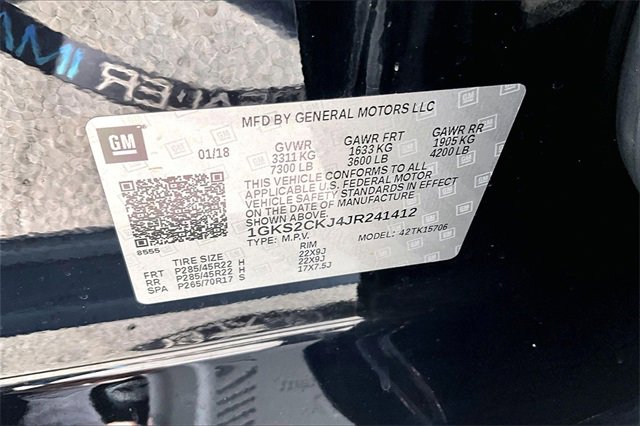 MFD BY GENERAL MOTORS LLC
GM
01/18
GVWR
3311 KG
7300 LB
GAWR FRT
1633 KG
3600 LB
GAWR RR
1905 KG
4200 LB
THIS VEHICLE CONFORMS TO ALL
APPLICABLE U.S. FEDERAL MOTOR
VEHICLE SAFETY STANDARDS IN EFFECT
ON THE DATE OF MANUFACTURE
SHOWN ABOVE.
1GKS2CKJ4JR241412
TYPE: M.P.V.
MODEL: 42TK15706
8555
TIRE SIZE RIM
FRT P285/45R22 H 22X9J
RR P285/45R22 H 22X9J
SPA P265/70R17 S 17X7.5J